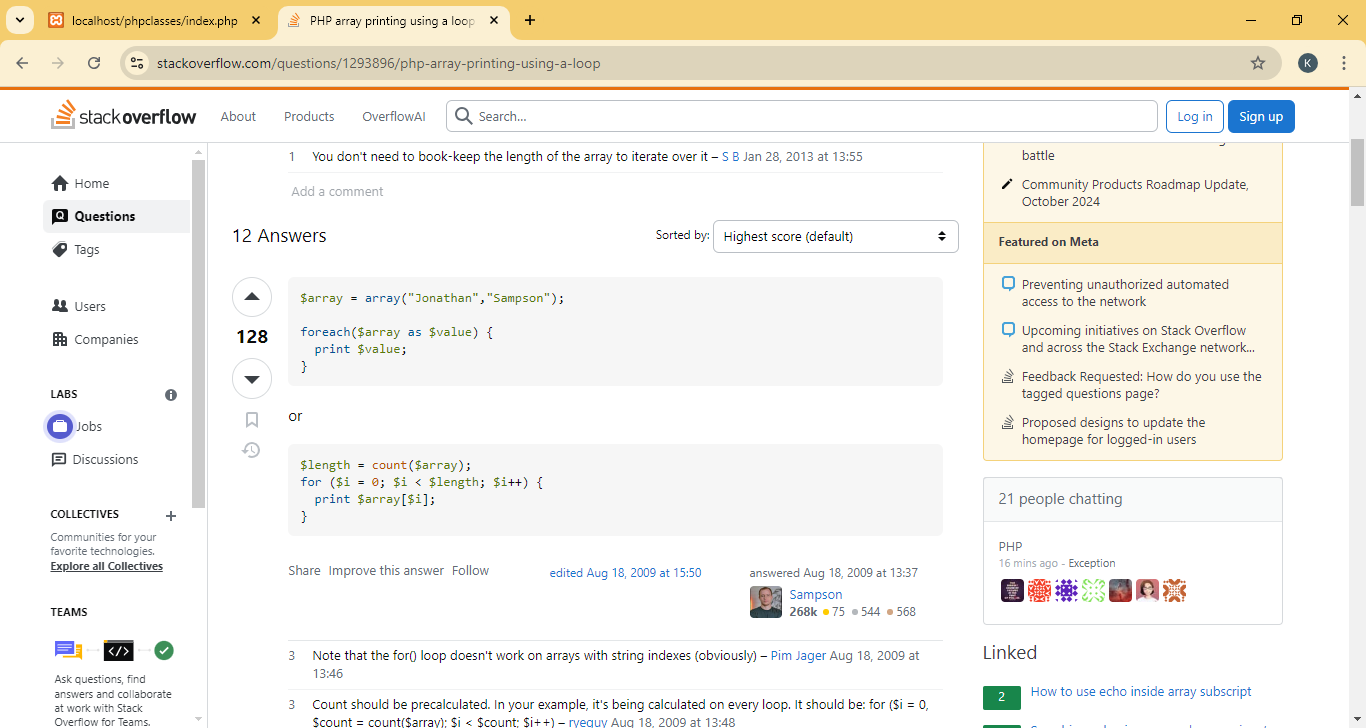 localhost/phpclasses/index.php
PHP array printing using a loop
stackoverflow.com/questions/1293896/php-array-printing-using-a-loop
K
stackoverflow
About
Products
OverflowAI
Search...
Log in
Sign up
Home
Questions
Tags
Users
Companies
LABS
Jobs
Discussions
COLLECTIVES
Communities for your
favorite technologies.
Explore all Collectives
TEAMS
Ask questions, find
answers and collaborate
at work with Stack
Overflow for Teams.
1 You don't need to book-keep the length of the array to iterate over it – S B Jan 28, 2013 at 13:55
Add a comment
12 Answers
Sorted by:
Highest score (default)
128
$array = array("Jonathan","Sampson");
foreach($array as $value) {
  print $value;
}
or
$length = count($array);
for ($i = 0; $i < $length; $i++) {
  print $array[$i];
}
Share Improve this answer Follow
edited Aug 18, 2009 at 15:50
answered Aug 18, 2009 at 13:37
Sampson
268k 75 544 568
3 Note that the for() loop doesn't work on arrays with string indexes (obviously) – Pim Jager Aug 18, 2009 at
13:46
3 Count should be precalculated. In your example, it's being calculated on every loop. It should be: for ($i = 0,
$count = count($array); $i < $count; $i++) – ryeguy Aug 18, 2009 at 13:48
battle
Community Products Roadmap Update,
October 2024
Featured on Meta
Preventing unauthorized automated
access to the network
Upcoming initiatives on Stack Overflow
and across the Stack Exchange network...
Feedback Requested: How do you use the
tagged questions page?
Proposed designs to update the
homepage for logged-in users
21 people chatting
PHP
16 mins ago - Exception
Linked
2 How to use echo inside array subscript